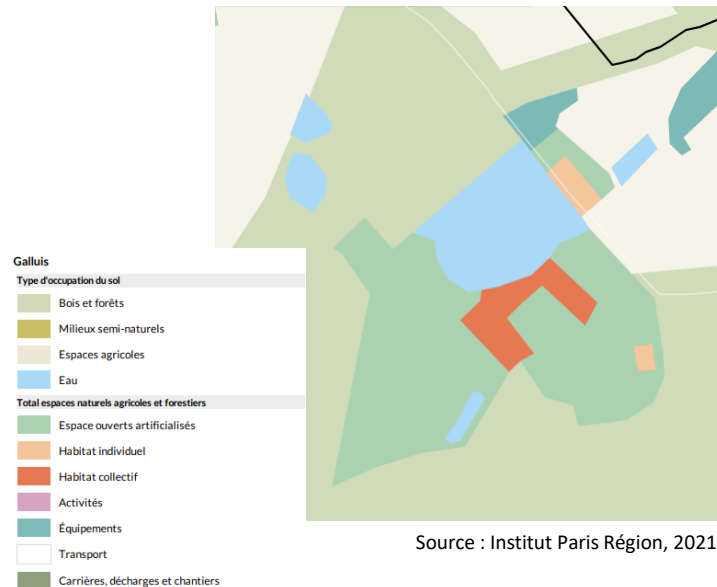 Galluis
Type d'occupation du sol
Bois et forêts
Milieux semi-naturels
Espaces agricoles
Eau
Total espaces naturels agricoles et forestiers
Espace ouverts artificialisés
Habitat individuel
Habitat collectif
Activités
Équipements
Transport
Carrières, décharges et chantiers
Source : Institut Paris Région, 2021